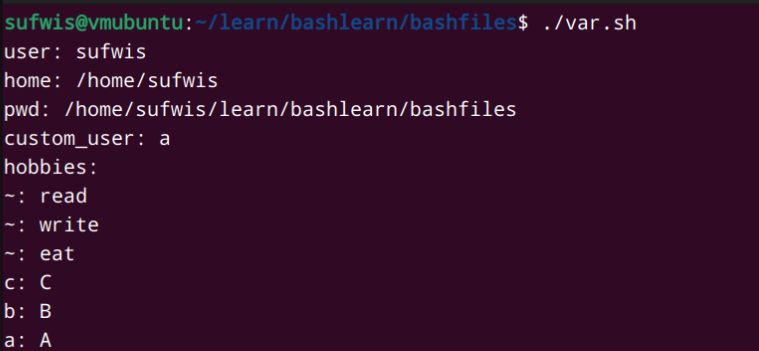 sufwis@vmubuntu:~/learn/bashlearn/bashfiles$ ./var.sh
user: sufwis
home: /home/sufwis
pwd: /home/sufwis/learn/bashlearn/bashfiles
custom_user: a
hobbies:
~: read
~: write
~: eat
c: C
b: B
a: A